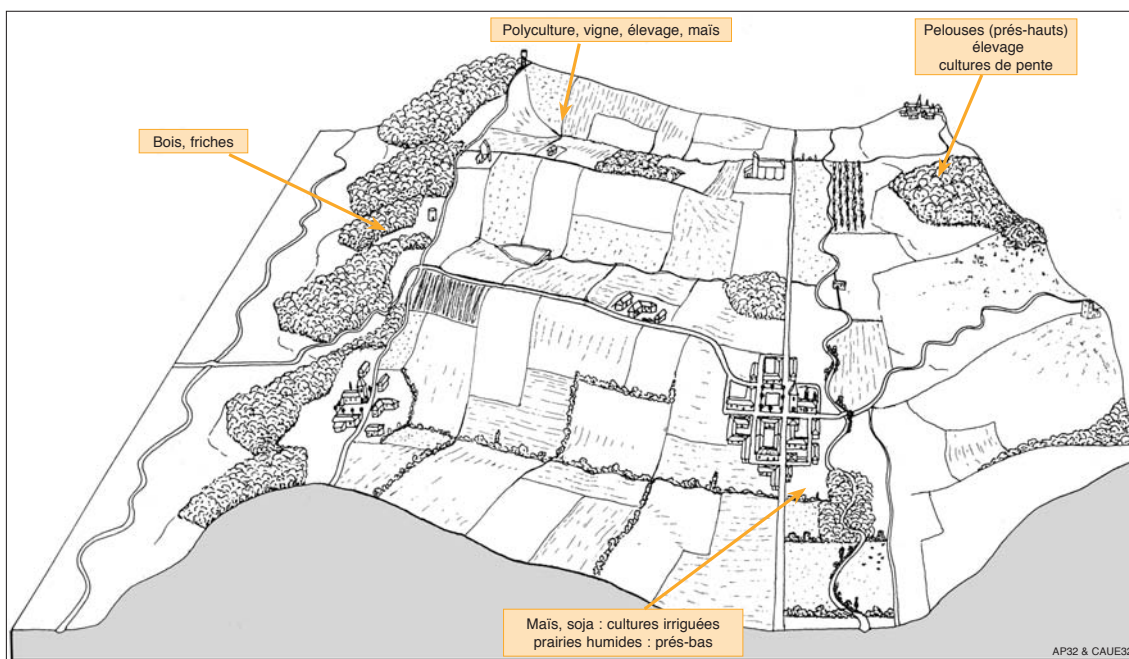 Polyculture, vigne, élevage, maïs
Pelouses (prés-hauts)
élevage
cultures de pente
Bois, friches
Maïs, soja : cultures irriguées
prairies humides : prés-bas
AP32 & CAUE32